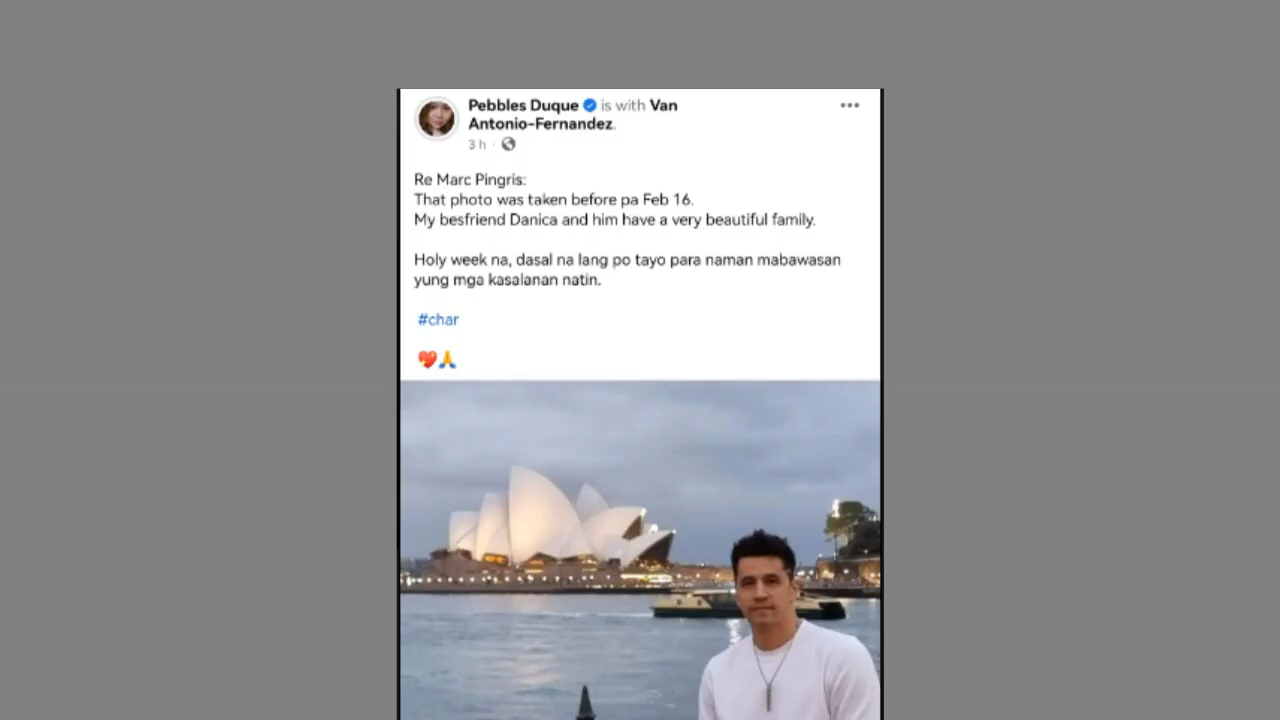 Pebbles Duque is with Van
Antonio-Fernandez.
3 h ·
Re Marc Pingris:
That photo was taken before pa Feb 16.
My besfriend Danica and him have a very beautiful family.
Holy week na, dasal na lang po tayo para naman mabawasan
yung mga kasalanan natin.
#char